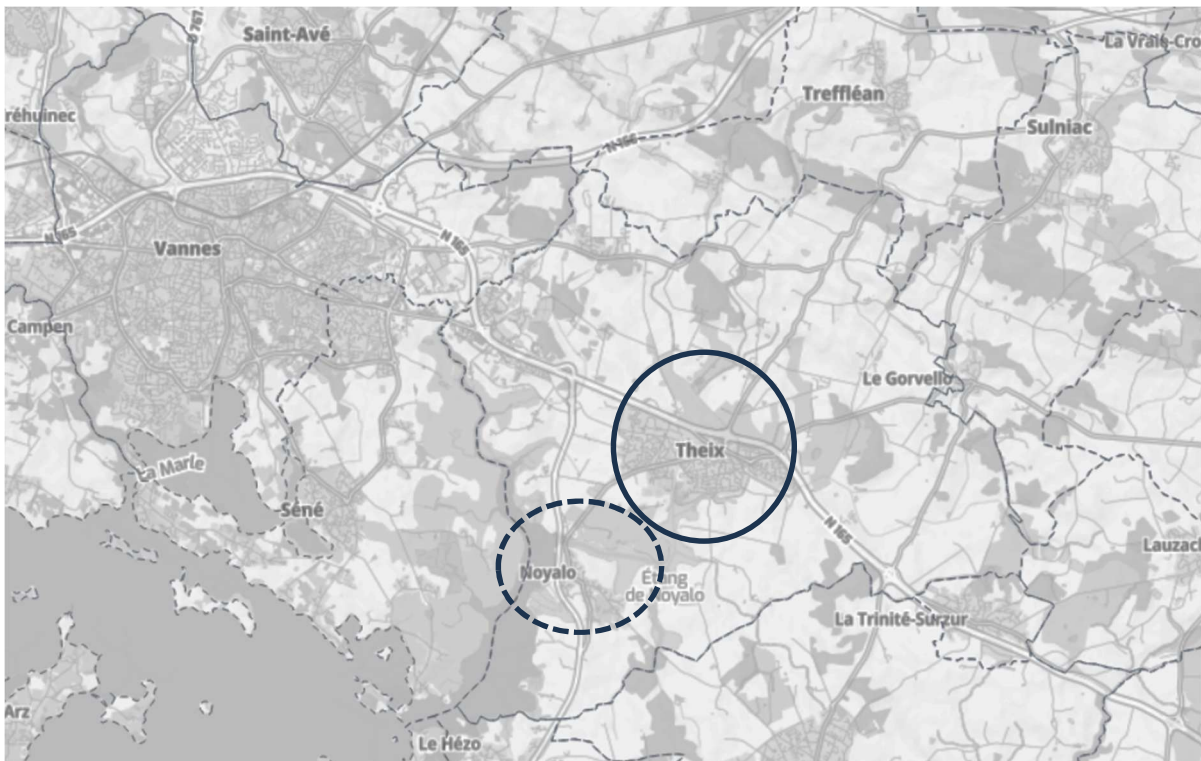 D 767
Saint-Avé
La Vraie-Cro
Treffléan
réhuinec
Sulniac
N 166
N 165
Vannes
N 165
Campen
Le Gorvello
Theix
La Marle
Séné
N 165
Lauzach
Noyalo
Étang
de Noyalo
La Trinité-Surzur
Arz
Le Hézo